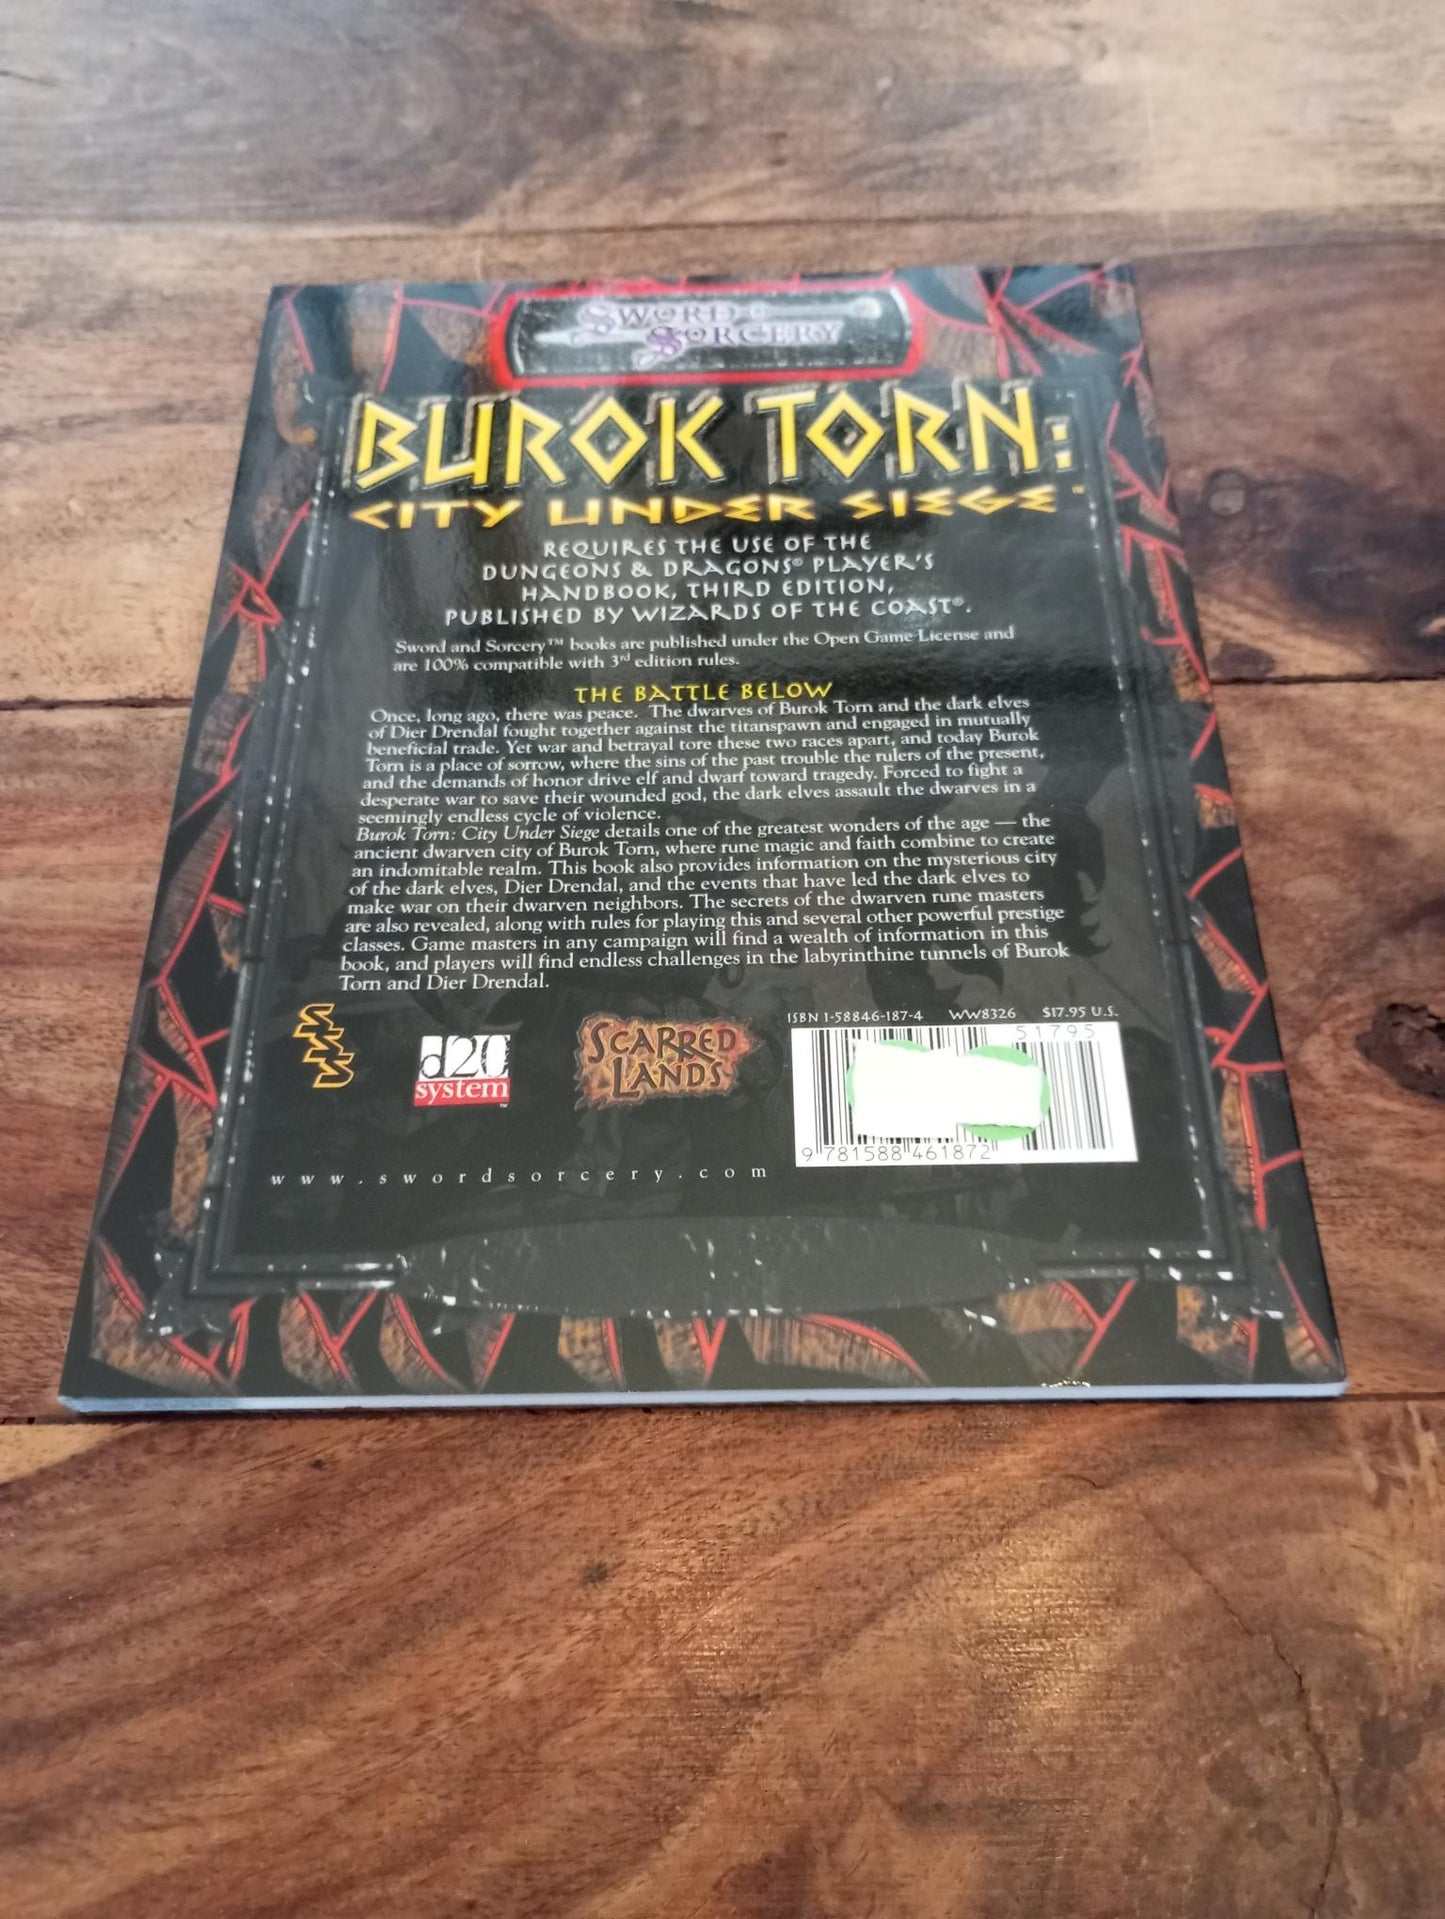 SWORD & SORCERY
BUROK TORN:
CITY UNDER SIEGE™
REQUIRES THE USE OF THE
DUNGEONS & DRAGONS® PLAYER'S
HANDBOOK, THIRD EDITION,
PUBLISHED BY WIZARDS OF THE COAST®.
Sword and Sorcery™ books are published under the Open Game License and
are 100% compatible with 3rd edition rules.
THE BATTLE BELOW
Once, long ago, there was peace. The dwarves of Burok Torn and the dark elves
of Dier Drendal fought together against the titanspawn and engaged in mutually
beneficial trade. Yet war and betrayal tore these two races apart, and today Burok
Torn is a place of sorrow, where the sins of the past trouble the rulers of the present,
and the demands of honor drive elf and dwarf toward tragedy. Forced to fight a
desperate war to save their wounded god, the dark elves assault the dwarves in a
seemingly endless cycle of violence.
Burok Torn: City Under Siege details one of the greatest wonders of the age — the
ancient dwarven city of Burok Torn, where rune magic and faith combine to create
an indomitable realm. This book also provides information on the mysterious city
of the dark elves, Dier Drendal, and the events that have led the dark elves to
make war on their dwarven neighbors. The secrets of the dwarven rune masters
are also revealed, along with rules for playing this and several other powerful prestige
classes. Game masters in any campaign will find a wealth of information in this
book, and players will find endless challenges in the labyrinthine tunnels of Burok
Torn and Dier Drendal.
ISBN 1-58846-187-4 WW8326 $17.95 U.S.
51795
SSS
d20
system™
SCARRED
LANDS
9 781588 461872
www.swordsorcery.com